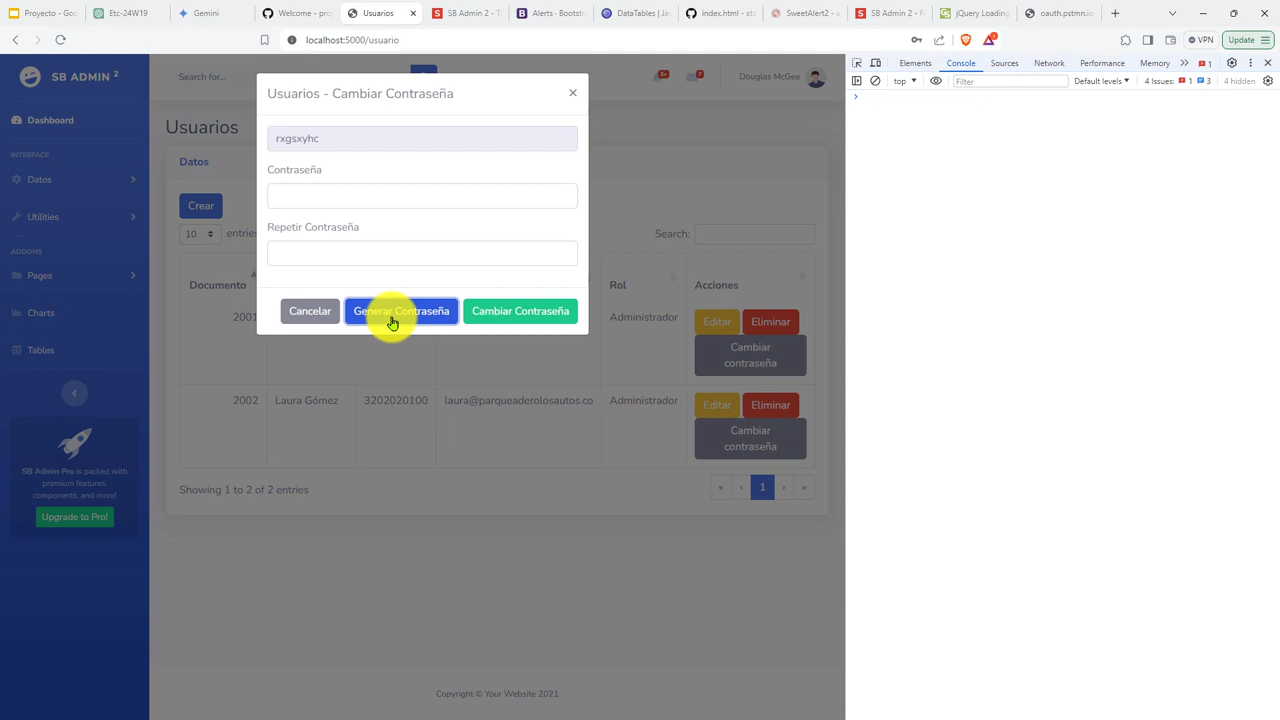 Proyecto - Goo
Etc-24W19
Gemini
Welcome - pro
Usuarios
SB Admin 2 - Ti
Alerts · Bootstr
DataTables | Ja
index.html - sta
SweetAlert2 - a
SB Admin 2 - F
jQuery Loading
oauth.pstmn.io
localhost:5000/usuario
VPN
Update
SB ADMIN 2
Dashboard
INTERFACE
Datos
Utilities
ADDONS
Pages
Charts
Tables
SB Admin Pro is packed with
premium features,
components, and more!
Upgrade to Pro!
Search for...
3+
7
Douglas McGee
Usuarios
Datos
Crear
10
entries
Search:
Documento
Rol
Acciones
2001
Administrador
Editar
Eliminar
Cambiar
contraseña
2002
Laura Gómez
3202020100
laura@parqueaderolosautos.co
Administrador
Editar
Eliminar
Cambiar
contraseña
Showing 1 to 2 of 2 entries
«
‹
1
›
»
Copyright © Your Website 2021
Usuarios - Cambiar Contraseña
×
rxgsxyhc
Contraseña
Repetir Contraseña
Cancelar
Generar Contraseña
Cambiar Contraseña
Elements
Console
Sources
Network
Performance
Memory
1
top
Filter
Default levels
4 Issues:
1
3
4 hidden